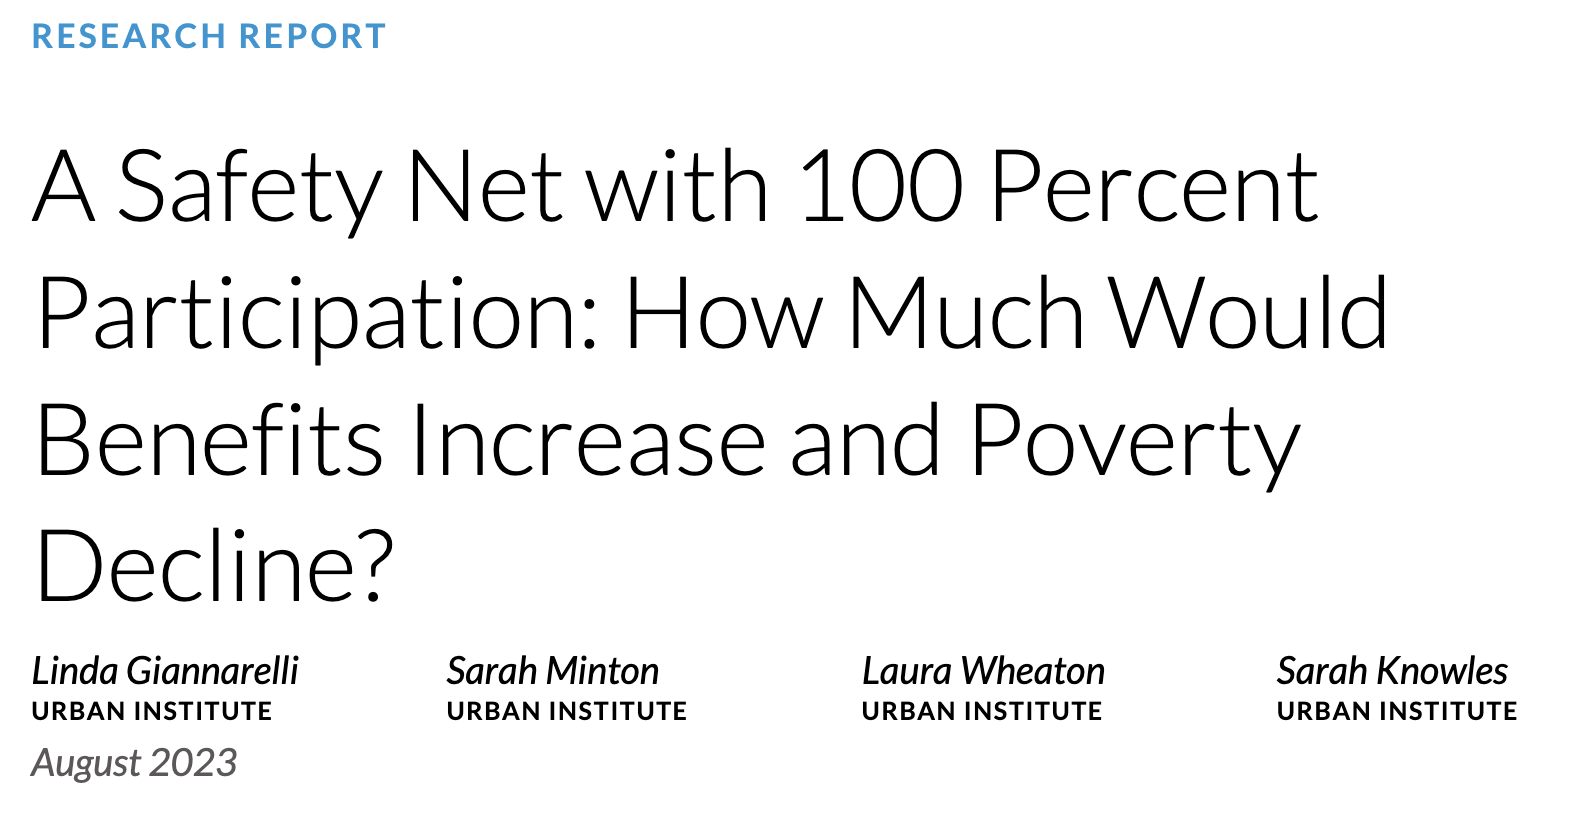 RESEARCH REPORT
A Safety Net with 100 Percent
Participation: How Much Would
Benefits Increase and Poverty
Decline?
Linda Giannarelli Sarah Minton Laura Wheaton Sarah Knowles
URBAN INSTITUTE URBAN INSTITUTE URBAN INSTITUTE URBAN INSTITUTE
August 2023